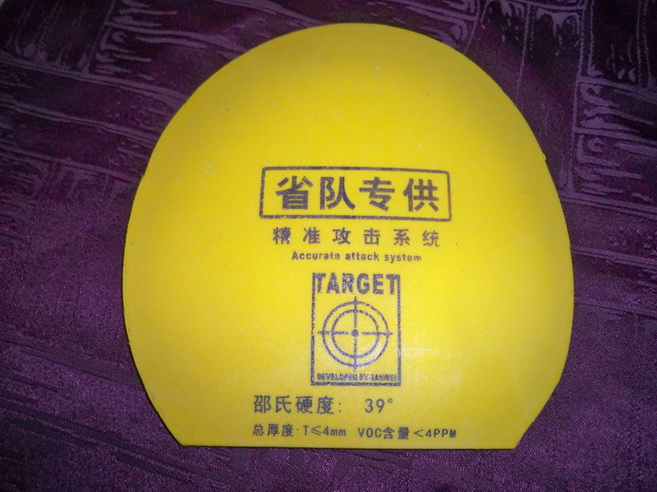 省队专供
精准攻击系统
Accurate attack system
TARGET
DEVELOPED BY SANWEI
邵氏硬度: 39°
总厚度:T≤4mm VOC含量<4PPM